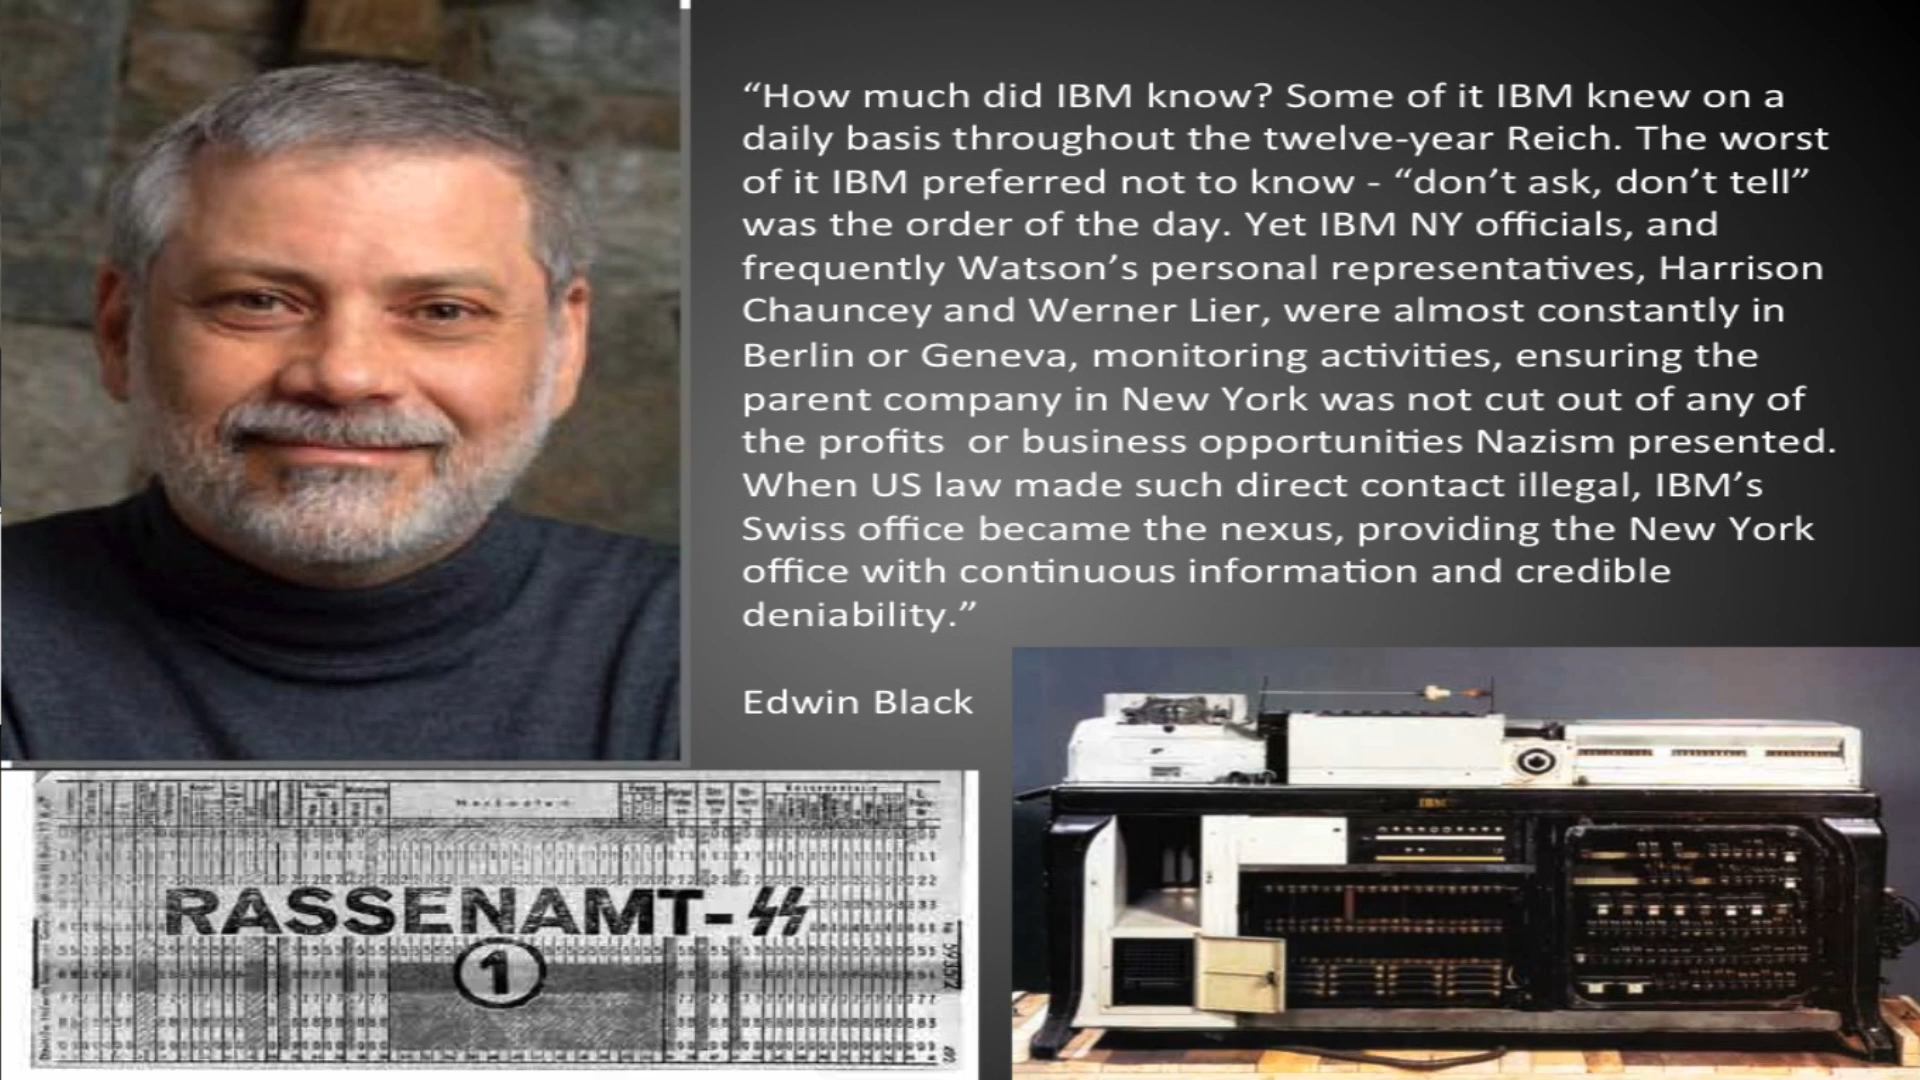 “How much did IBM know? Some of it IBM knew on a
daily basis throughout the twelve-year Reich. The worst
of it IBM preferred not to know - “don’t ask, don’t tell”
was the order of the day. Yet IBM NY officials, and
frequently Watson’s personal representatives, Harrison
Chauncey and Werner Lier, were almost constantly in
Berlin or Geneva, monitoring activities, ensuring the
parent company in New York was not cut out of any of
the profits  or business opportunities Nazism presented.
When US law made such direct contact illegal, IBM’s
Swiss office became the nexus, providing the New York
office with continuous information and credible
deniability.”
Edwin Black
IBM
RASSENAMT-SS
1